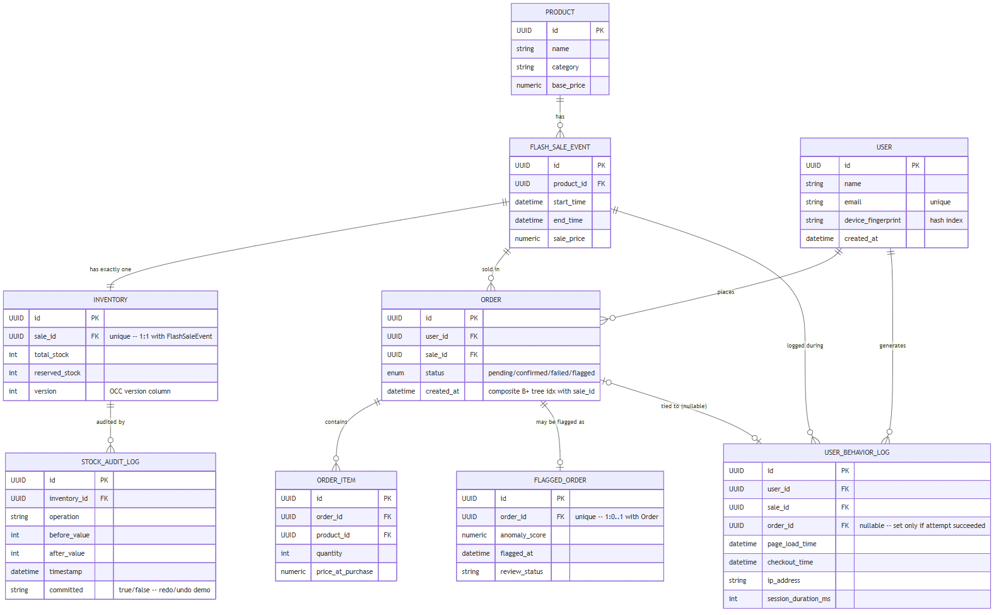 PRODUCT
UUID id PK
string name
string category
numeric base_price
has
FLASH_SALE_EVENT
UUID id PK
UUID product_id FK
datetime start_time
datetime end_time
numeric sale_price
USER
UUID id PK
string name
string email unique
string device_fingerprint hash index
datetime created_at
has exactly one
sold in
places
logged during
generates
INVENTORY
UUID id PK
UUID sale_id FK unique -- 1:1 with FlashSaleEvent
int total_stock
int reserved_stock
int version OCC version column
ORDER
UUID id PK
UUID user_id FK
UUID sale_id FK
enum status pending/confirmed/failed/flagged
datetime created_at composite B+ tree idx with sale_id
audited by
contains
may be flagged as
tied to (nullable)
STOCK_AUDIT_LOG
UUID id PK
UUID inventory_id FK
string operation
int before_value
int after_value
datetime timestamp
string committed true/false -- redo/undo demo
ORDER_ITEM
UUID id PK
UUID order_id FK
UUID product_id FK
int quantity
numeric price_at_purchase
FLAGGED_ORDER
UUID id PK
UUID order_id FK unique -- 1:0..1 with Order
numeric anomaly_score
datetime flagged_at
string review_status
USER_BEHAVIOR_LOG
UUID id PK
UUID user_id FK
UUID sale_id FK
UUID order_id FK nullable -- set only if attempt succeeded
datetime page_load_time
datetime checkout_time
string ip_address
int session_duration_ms